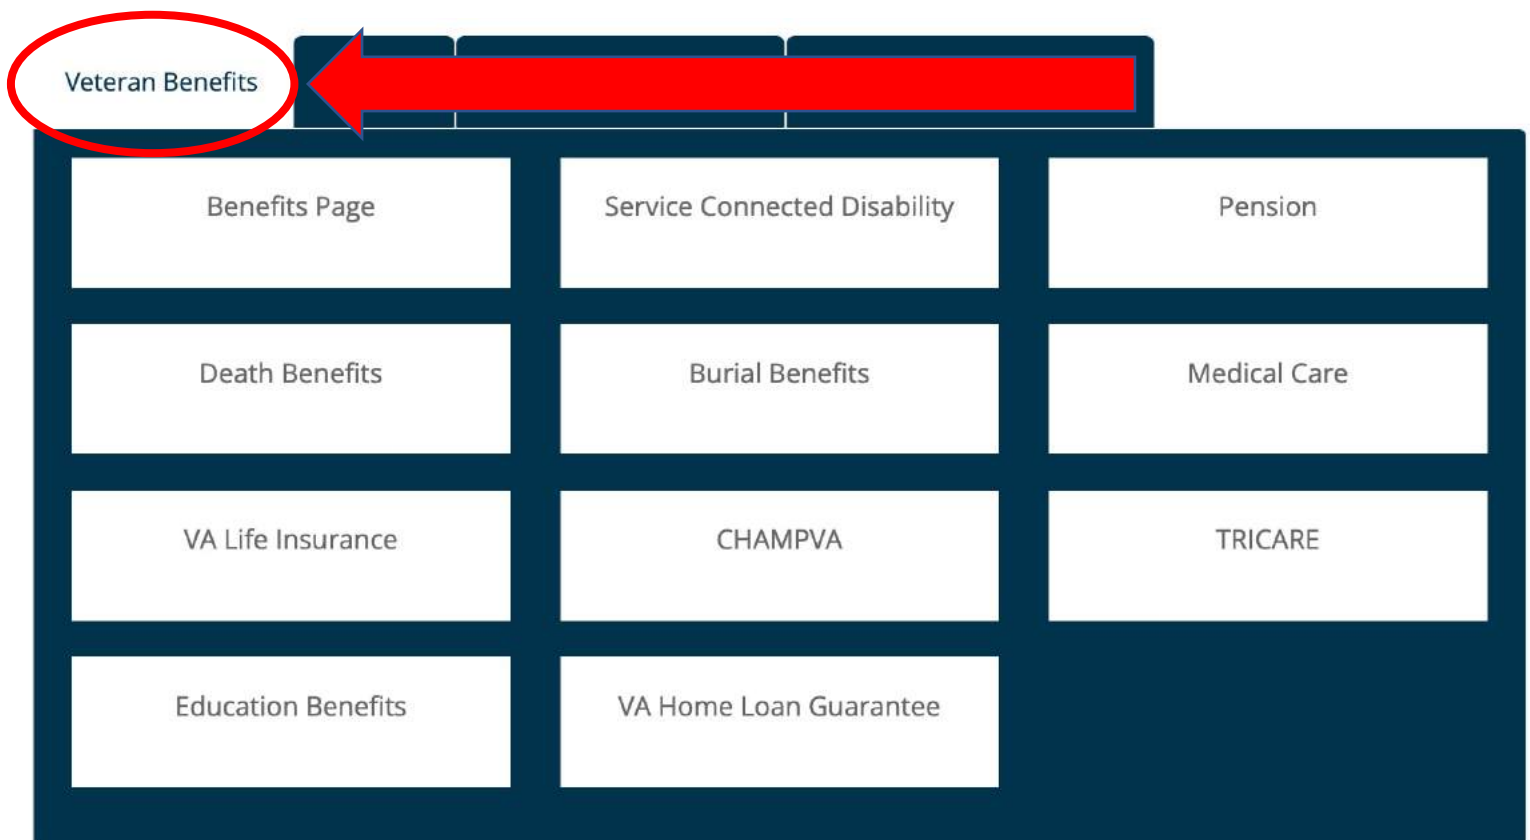 Veteran Benefits
Benefits Page
Service Connected Disability
Pension
Death Benefits
Burial Benefits
Medical Care
VA Life Insurance
CHAMPVA
TRICARE
Education Benefits
VA Home Loan Guarantee